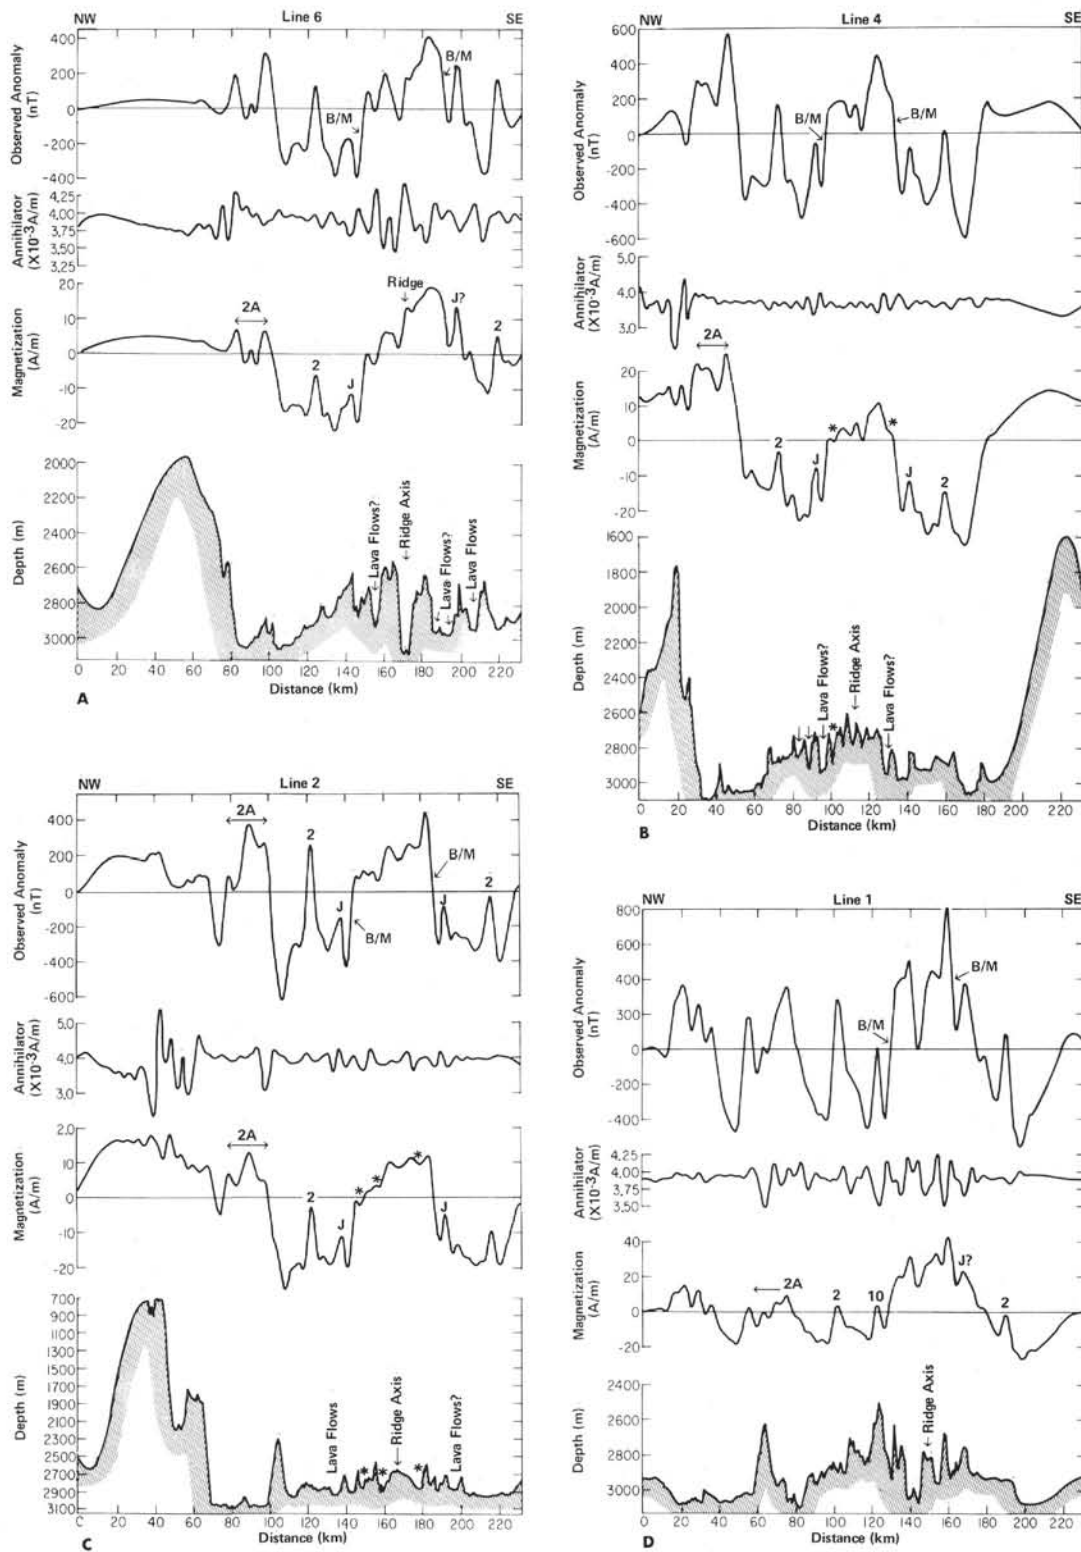 NW Line 6 SE
Observed Anomaly (nT)
400
200
0
-200
-400
B/M
B/M
Annihilator (X10⁻³A/m)
4,25
4,00
3,75
3,50
3,25
Magnetization (A/m)
20
10
0
-10
-20
2A
2
J
Ridge
J?
2
Depth (m)
2000
2200
2400
2600
2800
3000
Lava Flows?
Ridge Axis
Lava Flows?
Lava Flows
0 20 40 60 80 100 120 140 160 180 200 220
Distance (km)
A
NW Line 4 SE
Observed Anomaly (nT)
600
400
200
0
-200
-400
-600
B/M
B/M
Annihilator (X10⁻³A/m)
5.0
4.0
3.0
Magnetization (A/m)
20
10
0
-10
-20
2A
2
J
*
*
J
2
Depth (m)
1600
1800
2000
2200
2400
2600
2800
3000
Lava Flows?
*
Ridge Axis
Lava Flows?
0 20 40 60 80 100 120 140 160 180 200 220
Distance (km)
B
NW Line 2 SE
Observed Anomaly (nT)
400
200
0
-200
-400
-600
2A
2
J
B/M
B/M
J
2
Annihilator (X10⁻³A/m)
5,0
4,0
3,0
Magnetization (A/m)
2.0
10
0
-10
-20
2A
2
J
*
*
*
J
Depth (m)
700
900
1100
1300
1500
1700
1900
2100
2300
2500
2700
2900
3100
Lava Flows
*
*
Ridge Axis
*
Lava Flows?
0 20 40 60 80 100 120 140 160 180 200 220
Distance (km)
C
NW Line 1 SE
Observed Anomaly (nT)
800
400
0
-200
-400
B/M
B/M
Annihilator (X10⁻³A/m)
4,25
4,00
3,75
3,50
Magnetization (A/m)
40
20
0
-20
2A
2
10
J?
2
Depth (m)
2400
2600
2800
3000
Ridge Axis
0 20 40 60 80 100 120 140 160 180 200 220
Distance (km)
D